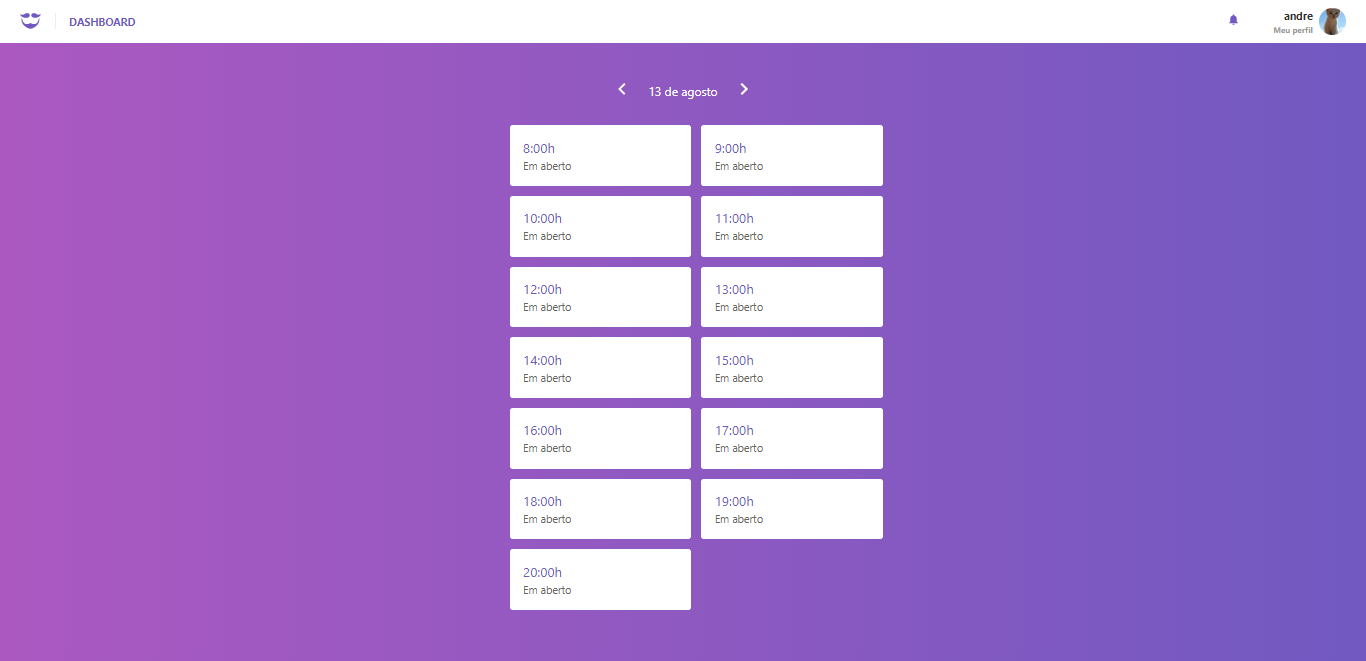 DASHBOARD
andre
Meu perfil
13 de agosto
8:00h
Em aberto
9:00h
Em aberto
10:00h
Em aberto
11:00h
Em aberto
12:00h
Em aberto
13:00h
Em aberto
14:00h
Em aberto
15:00h
Em aberto
16:00h
Em aberto
17:00h
Em aberto
18:00h
Em aberto
19:00h
Em aberto
20:00h
Em aberto